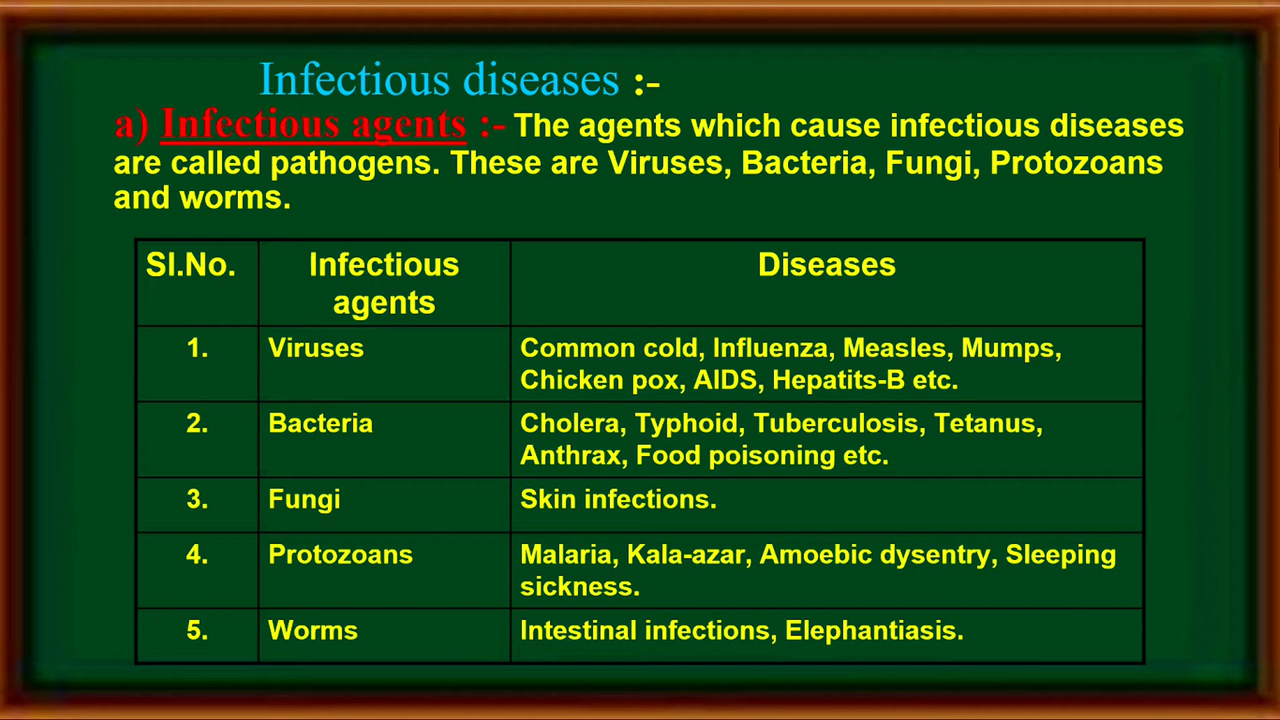 Infectious diseases :-
a) Infectious agents :- The agents which cause infectious diseases
are called pathogens. These are Viruses, Bacteria, Fungi, Protozoans
and worms.
Sl.No. Infectious agents Diseases
1. Viruses Common cold, Influenza, Measles, Mumps,
Chicken pox, AIDS, Hepatits-B etc.
2. Bacteria Cholera, Typhoid, Tuberculosis, Tetanus,
Anthrax, Food poisoning etc.
3. Fungi Skin infections.
4. Protozoans Malaria, Kala-azar, Amoebic dysentry, Sleeping
sickness.
5. Worms Intestinal infections, Elephantiasis.